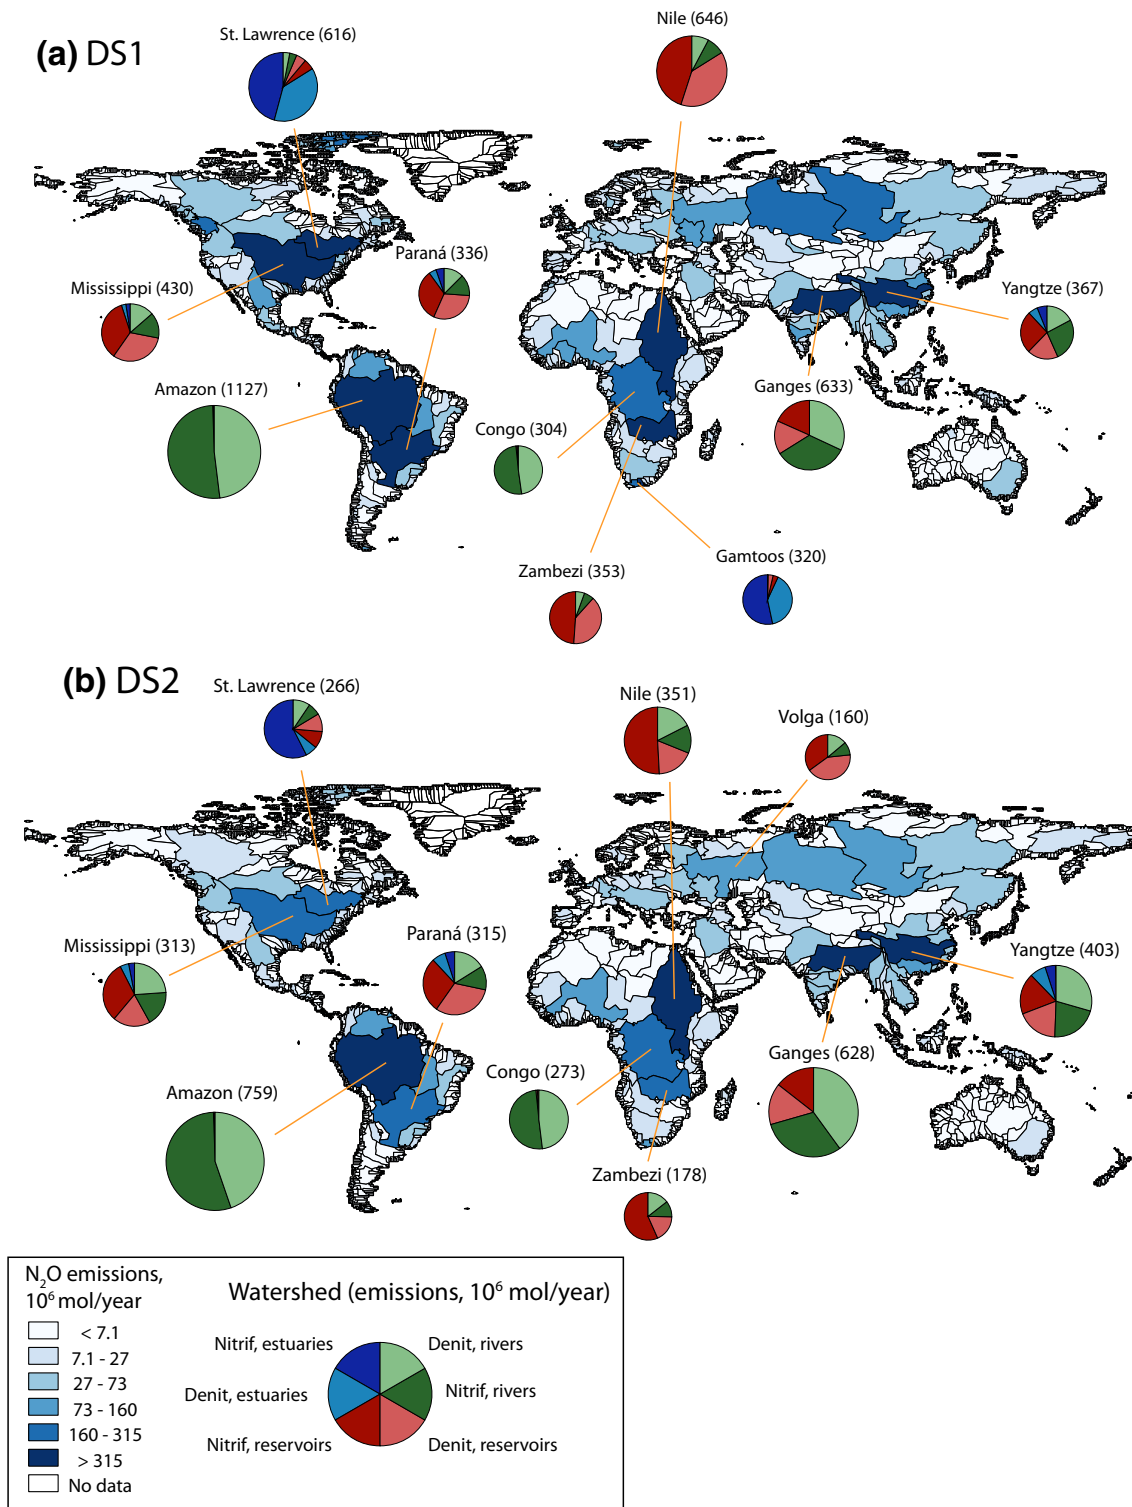 (a) DS1
St. Lawrence (616)
Nile (646)
Mississippi (430)
Paraná (336)
Yangtze (367)
Amazon (1127)
Congo (304)
Ganges (633)
Zambezi (353)
Gamtoos (320)
(b) DS2
St. Lawrence (266)
Nile (351)
Volga (160)
Mississippi (313)
Paraná (315)
Yangtze (403)
Amazon (759)
Congo (273)
Ganges (628)
Zambezi (178)
N₂O emissions,
10⁶ mol/year
< 7.1
7.1 - 27
27 - 73
73 - 160
160 - 315
> 315
No data
Watershed (emissions, 10⁶ mol/year)
Nitrif, estuaries
Denit, rivers
Denit, estuaries
Nitrif, rivers
Nitrif, reservoirs
Denit, reservoirs